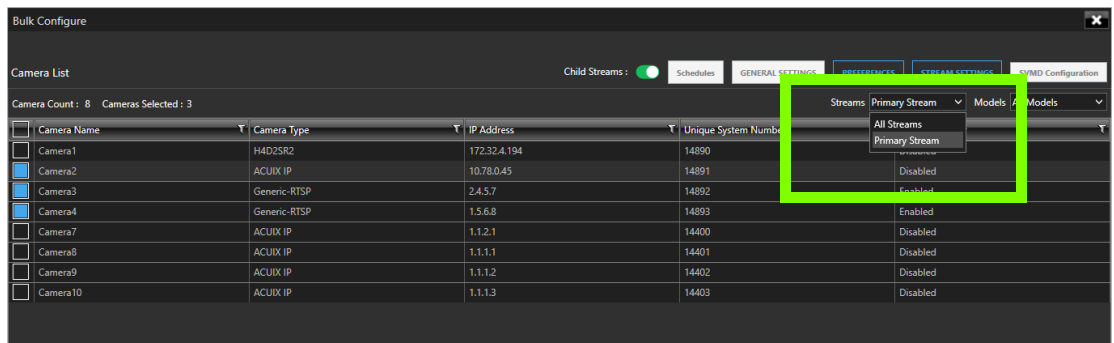 Bulk Configure
Camera List
Child Streams : Schedules GENERAL SETTINGS PREFERENCES STREAM SETTINGS SVMD Configuration
Camera Count : 8 Cameras Selected : 3 Streams Primary Stream Models All Models
All Streams
Primary Stream
Camera Name Camera Type IP Address Unique System Number
Camera1 H4D2SR2 172.32.4.194 14890 Disabled
Camera2 ACUIX IP 10.78.0.45 14891 Disabled
Camera3 Generic-RTSP 2.4.5.7 14892 Enabled
Camera4 Generic-RTSP 1.5.6.8 14893 Enabled
Camera7 ACUIX IP 1.1.2.1 14400 Disabled
Camera8 ACUIX IP 1.1.1.1 14401 Disabled
Camera9 ACUIX IP 1.1.1.2 14402 Disabled
Camera10 ACUIX IP 1.1.1.3 14403 Disabled